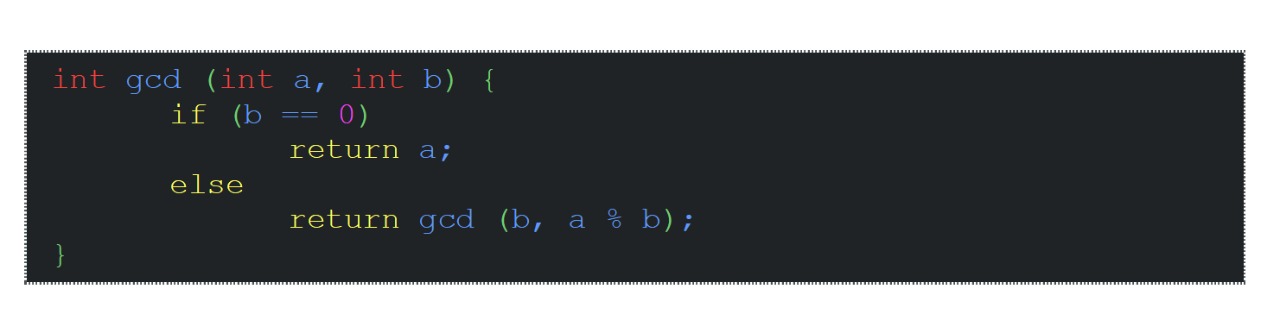 int gcd (int a, int b) {
if (b == 0)
return a;
else
return gcd (b, a % b);
}